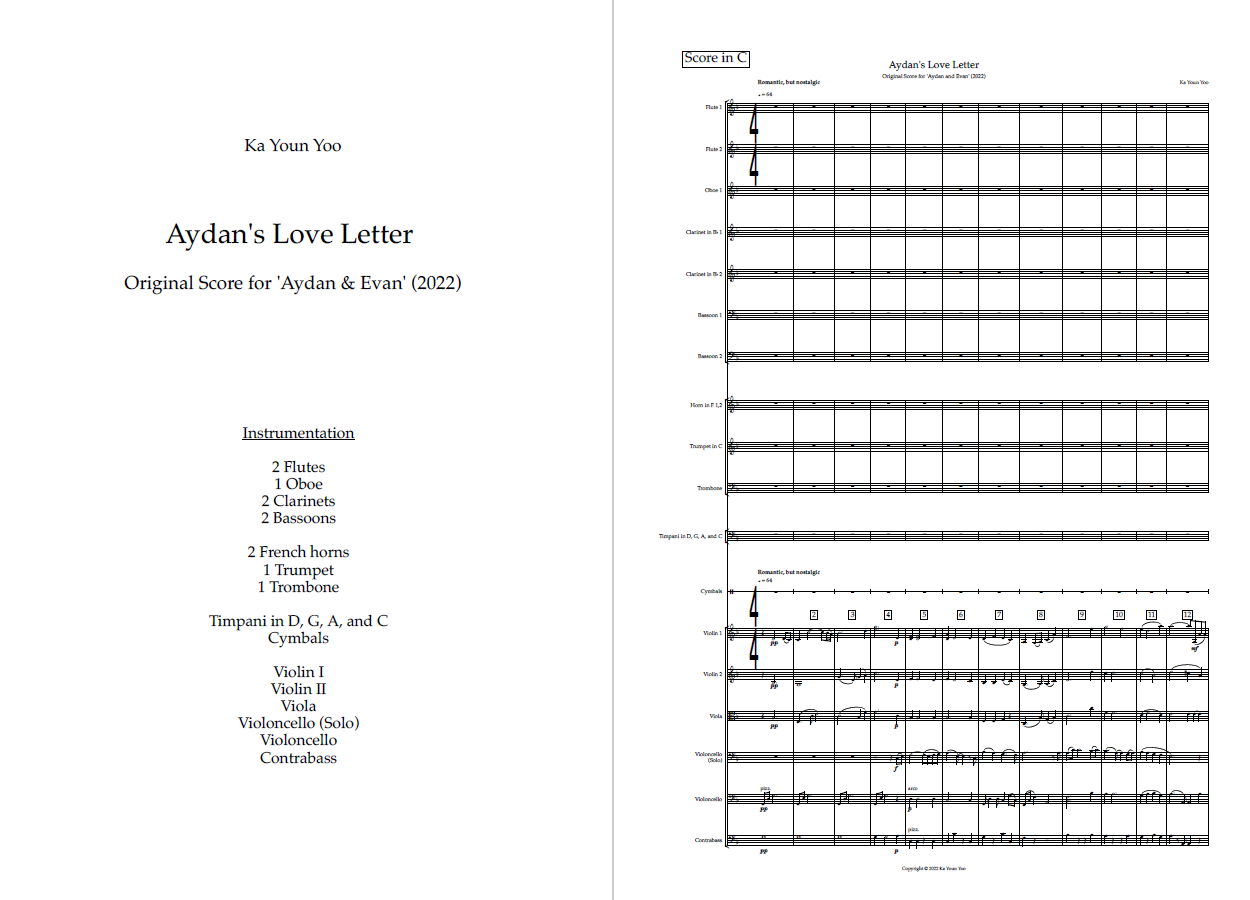 Ka Youn Yoo
Aydan's Love Letter
Original Score for 'Aydan & Evan' (2022)
Instrumentation
2 Flutes
1 Oboe
2 Clarinets
2 Bassoons
2 French horns
1 Trumpet
1 Trombone
Timpani in D, G, A, and C
Cymbals
Violin I
Violin II
Viola
Violoncello (Solo)
Violoncello
Contrabass
Score in C
Aydan's Love Letter
Original Score for 'Aydan and Evan' (2022)
Romantic, but nostalgic
Ka Youn Yoo
♩ = 64
Flute 1
Flute 2
Oboe 1
Clarinet in B♭ 1
Clarinet in B♭ 2
Bassoon 1
Bassoon 2
Horn in F 1,2
Trumpet in C
Trombone
Timpani in D, G, A, and C
Romantic, but nostalgic
♩ = 64
Cymbals
2 3 4 5 6 7 8 9 10 11 12
Violin 1
pp p mf
Violin 2
pp p
Viola
pp p
Violoncello
(Solo)
f
pizz. arco
Violoncello
pp p
pizz.
Contrabass
pp p
Copyright © 2022 Ka Youn Yoo